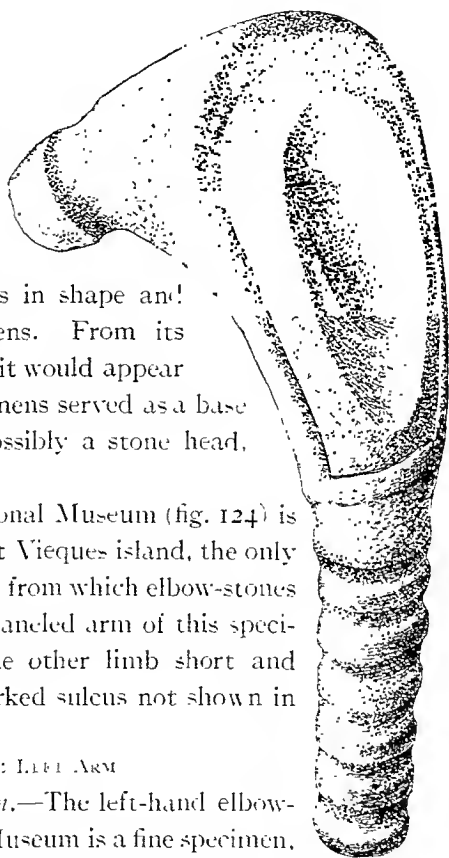 s in shape and
ens. From its
it would appear
mens served as a base
ossibly a stone head,
onal Museum (fig. 124) is
t Vieques island, the only
from which elbow-stones
aneled arm of this speci-
e other limb short and
rked sulcus not shown in
: LEFT ARM
.—The left-hand elbow-
Museum is a fine specimen,